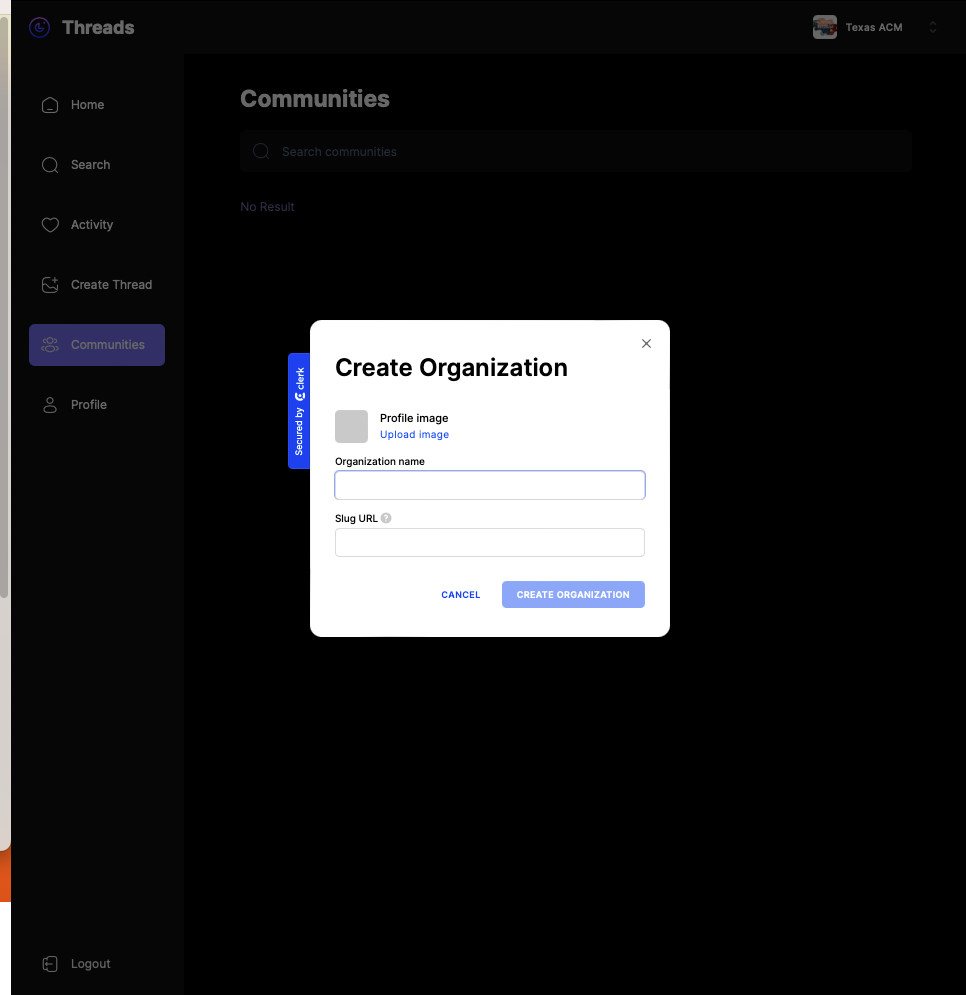 Threads
Texas ACM
Home
Search
Activity
Create Thread
Communities
Profile
Logout
Communities
Search communities
No Result
Secured by clerk
Create Organization
Profile image
Upload image
Organization name
Slug URL ?
CANCEL
CREATE ORGANIZATION